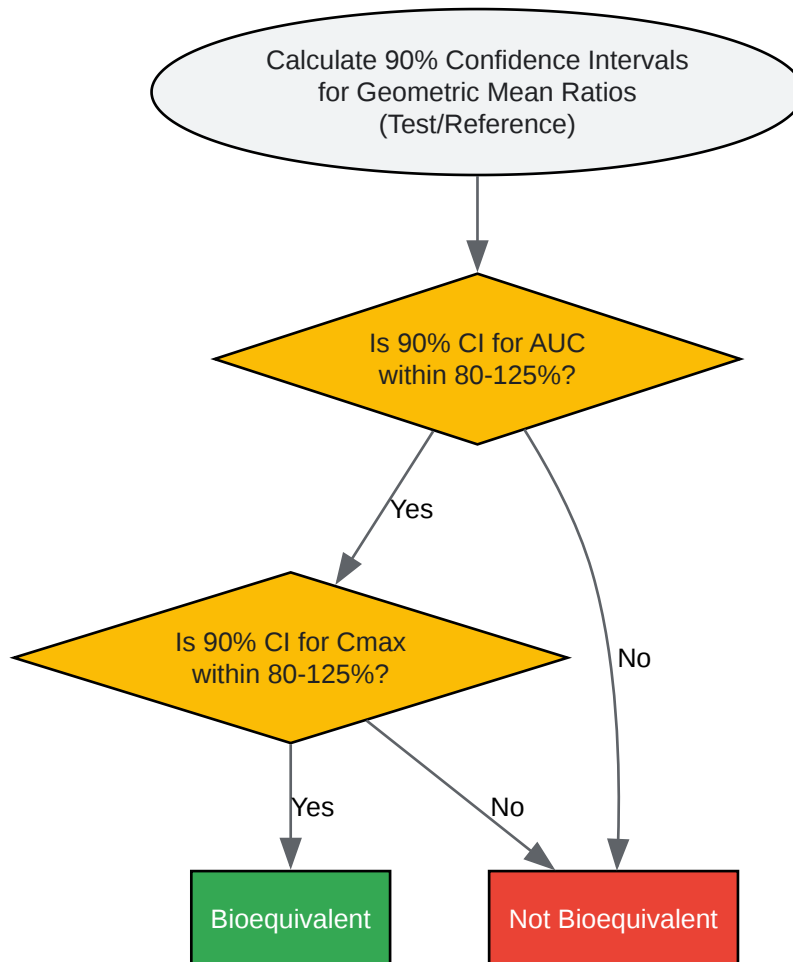 Calculate 90% Confidence Intervals
for Geometric Mean Ratios
(Test/Reference)
Is 90% CI for AUC
within 80-125%?
Yes
Is 90% CI for Cmax
within 80-125%?
No
Yes
No
Bioequivalent
Not Bioequivalent